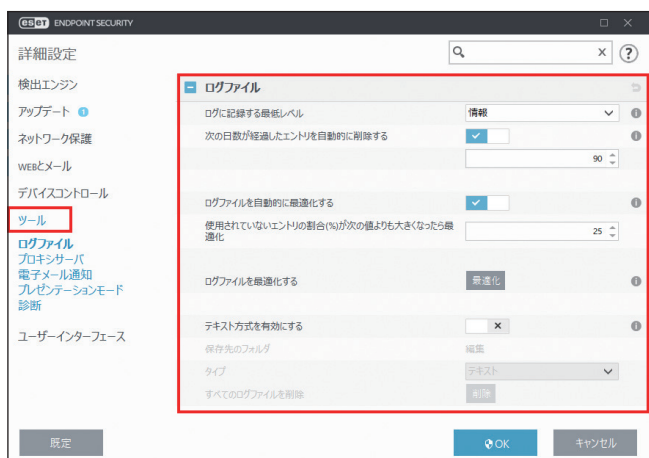 eset ENDPOINT SECURITY
詳細設定
検出エンジン
アップデート 1
ネットワーク保護
WEBとメール
デバイスコントロール
ツール
ログファイル
プロキシサーバ
電子メール通知
プレゼンテーションモード
診断
ユーザーインターフェース
ログファイル
ログに記録する最低レベル 情報
次の日数が経過したエントリを自動的に削除する
90
ログファイルを自動的に最適化する
使用されていないエントリの割合(%)が次の値よりも大きくなったら最
適化 25
ログファイルを最適化する 最適化
テキスト方式を有効にする
保存先のフォルダ 編集
タイプ テキスト
すべてのログファイルを削除 削除
既定 OK キャンセル